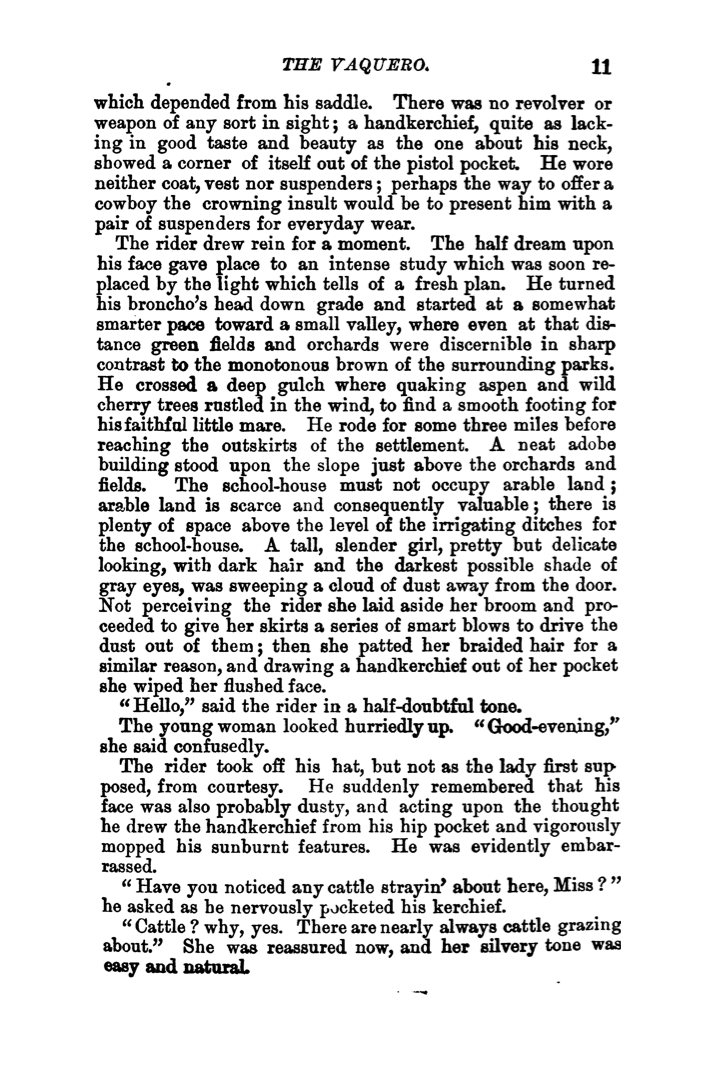 THE VAQUERO. 11
which depended from his saddle. There was no revolver or
weapon of any sort in sight; a handkerchief, quite as lack-
ing in good taste and beauty as the one about his neck,
showed a corner of itself out of the pistol pocket. He wore
neither coat, vest nor suspenders; perhaps the way to offer a
cowboy the crowning insult would be to present him with a
pair of suspenders for everyday wear.
The rider drew rein for a moment. The half dream upon
his face gave place to an intense study which was soon re-
placed by the light which tells of a fresh plan. He turned
his broncho's head down grade and started at a somewhat
smarter pace toward a small valley, where even at that dis-
tance green fields and orchards were discernible in sharp
contrast to the monotonous brown of the surrounding parks.
He crossed a deep gulch where quaking aspen and wild
cherry trees rustled in the wind, to find a smooth footing for
his faithful little mare. He rode for some three miles before
reaching the outskirts of the settlement. A neat adobe
building stood upon the slope just above the orchards and
fields. The school-house must not occupy arable land;
arable land is scarce and consequently valuable; there is
plenty of space above the level of the irrigating ditches for
the school-house. A tall, slender girl, pretty but delicate
looking, with dark hair and the darkest possible shade of
gray eyes, was sweeping a cloud of dust away from the door.
Not perceiving the rider she laid aside her broom and pro-
ceeded to give her skirts a series of smart blows to drive the
dust out of them; then she patted her braided hair for a
similar reason, and drawing a handkerchief out of her pocket
she wiped her flushed face.
"Hello," said the rider in a half-doubtful tone.
The young woman looked hurriedly up. "Good-evening,"
she said confusedly.
The rider took off his hat, but not as the lady first sup
posed, from courtesy. He suddenly remembered that his
face was also probably dusty, and acting upon the thought
he drew the handkerchief from his hip pocket and vigorously
mopped his sunburnt features. He was evidently embar-
rassed.
"Have you noticed any cattle strayin' about here, Miss?"
he asked as he nervously pocketed his kerchief.
"Cattle? why, yes. There are nearly always cattle grazing
about." She was reassured now, and her silvery tone was
easy and natural.